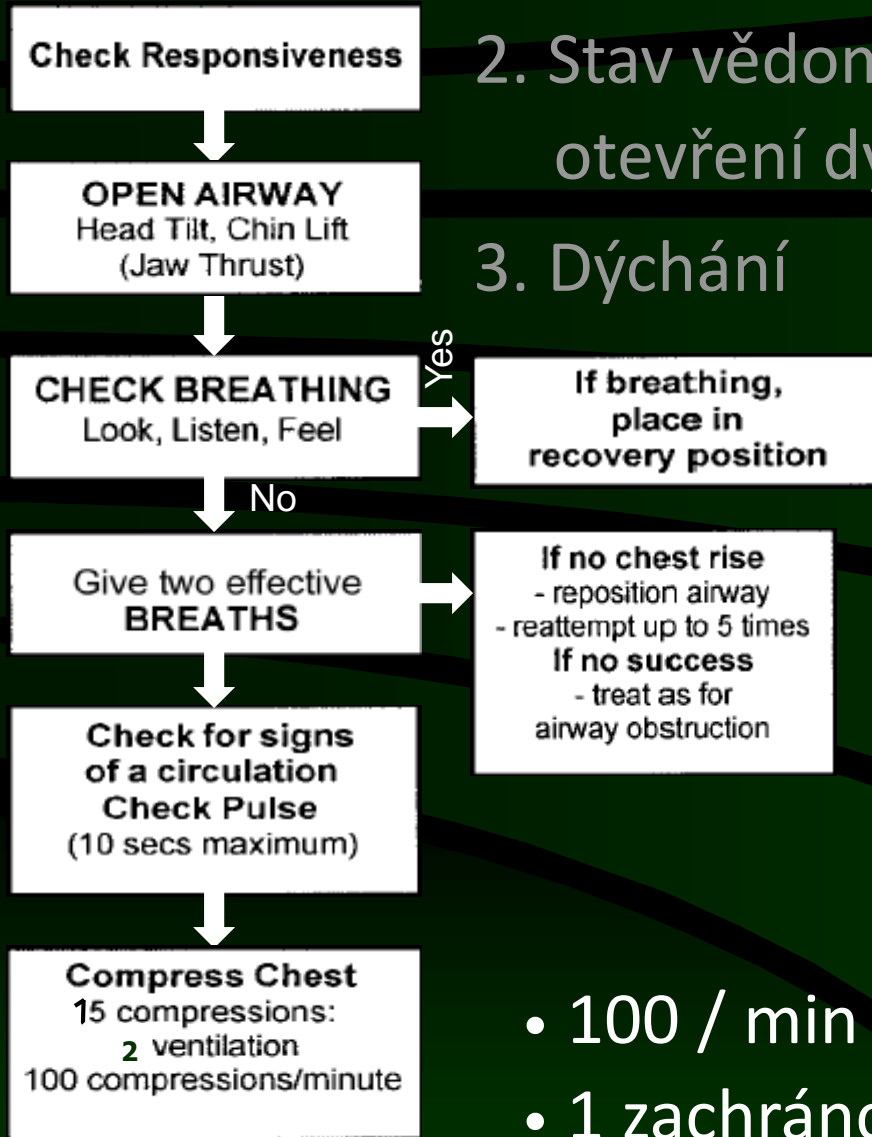 Check Responsiveness
2. Stav
otevření
OPEN AIRWAY
Head Tilt, Chin Lift
(Jaw Thrust)
3. Dýchání
CHECK BREATHING
Look, Listen, Feel
Yes
If breathing,
place in
recovery position
No
Give two effective
BREATHS
If no chest rise
- reposition airway
- reattempt up to 5 times
If no success
- treat as for
airway obstruction
Check for signs
of a circulation
Check Pulse
(10 secs maximum)
Compress Chest
15 compressions:
2 ventilation
100 compressions/minute
• 100 / min
• 1